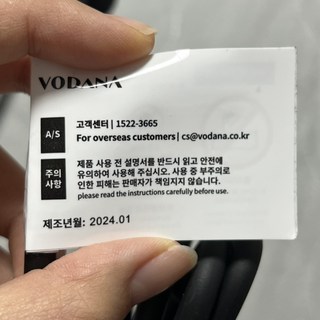 VODANA
A/S
고객센터 | 1522-3665
For overseas customers | cs@vodana.co.kr
주의
사항
제품 사용 전 설명서를 반드시 읽고 안전에
유의하여 사용해 주십시오. 사용 중 부주의로
인한 피해는 판매자가 책임지지 않습니다.
please read the instructions carefully before use.
제조년월: 2024.01